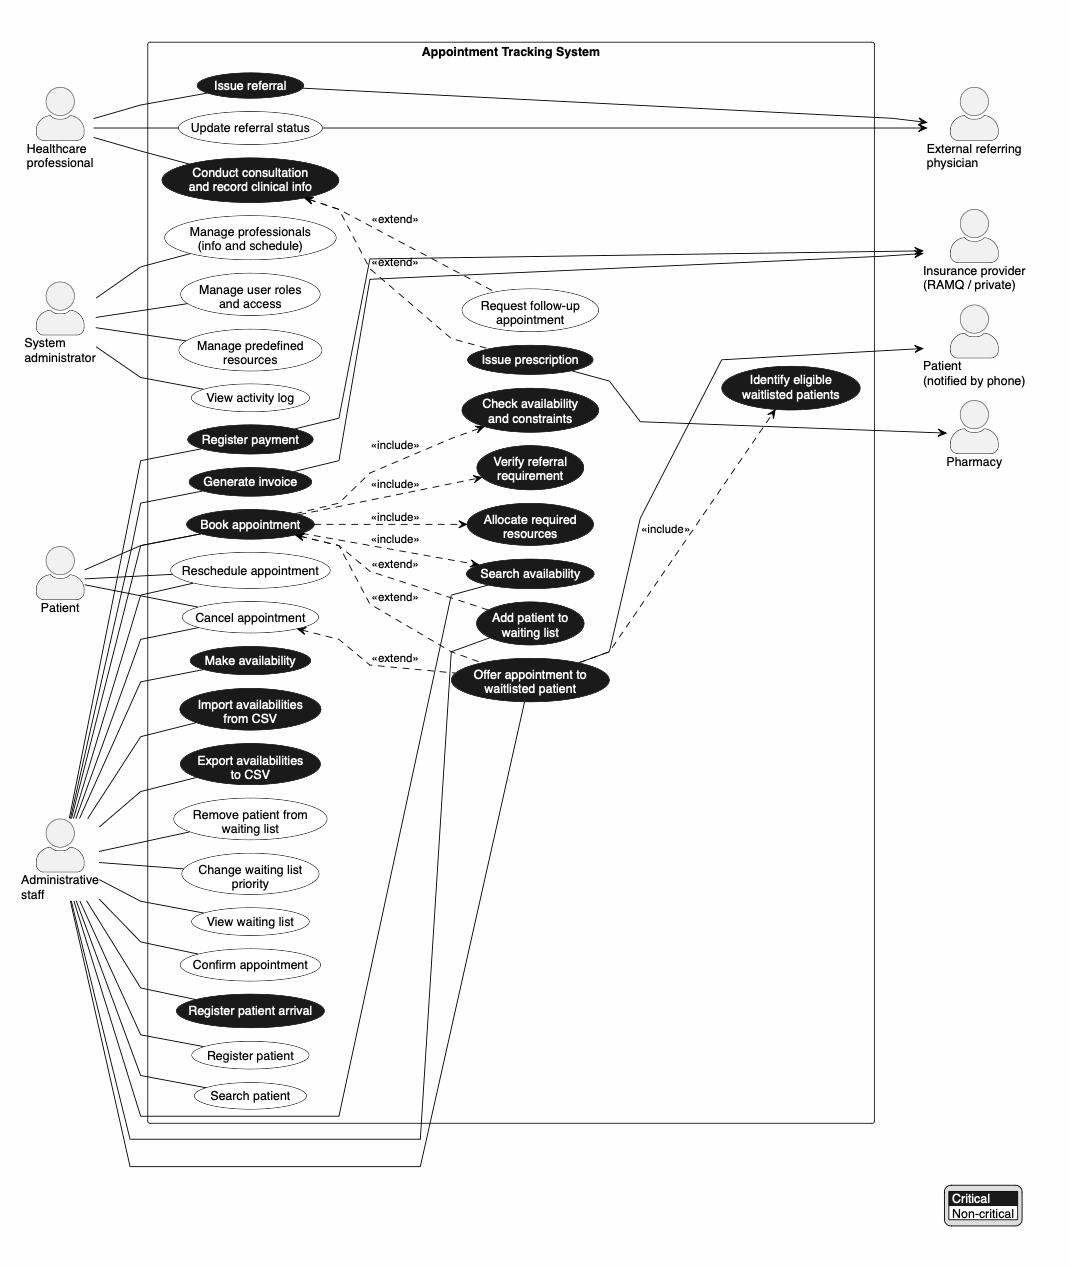 Appointment Tracking System
Issue referral
Update referral status
Healthcare
professional
External referring
physician
Conduct consultation
and record clinical info
«extend»
Manage professionals
(info and schedule)
«extend»
Insurance provider
(RAMQ / private)
Manage user roles
and access
Request follow-up
appointment
System
administrator
Manage predefined
resources
Issue prescription
Patient
(notified by phone)
Identify eligible
waitlisted patients
View activity log
Check availability
and constraints
Register payment
«include»
Verify referral
requirement
Pharmacy
Generate invoice
«include»
Book appointment
«include»
Allocate required
resources
«include»
«include»
Reschedule appointment
«extend»
Search availability
Patient
«extend»
Cancel appointment
Add patient to
waiting list
Make availability
«extend»
Offer appointment to
waitlisted patient
Import availabilities
from CSV
Export availabilities
to CSV
Remove patient from
waiting list
Change waiting list
priority
Administrative
staff
View waiting list
Confirm appointment
Register patient arrival
Register patient
Search patient
Critical
Non-critical